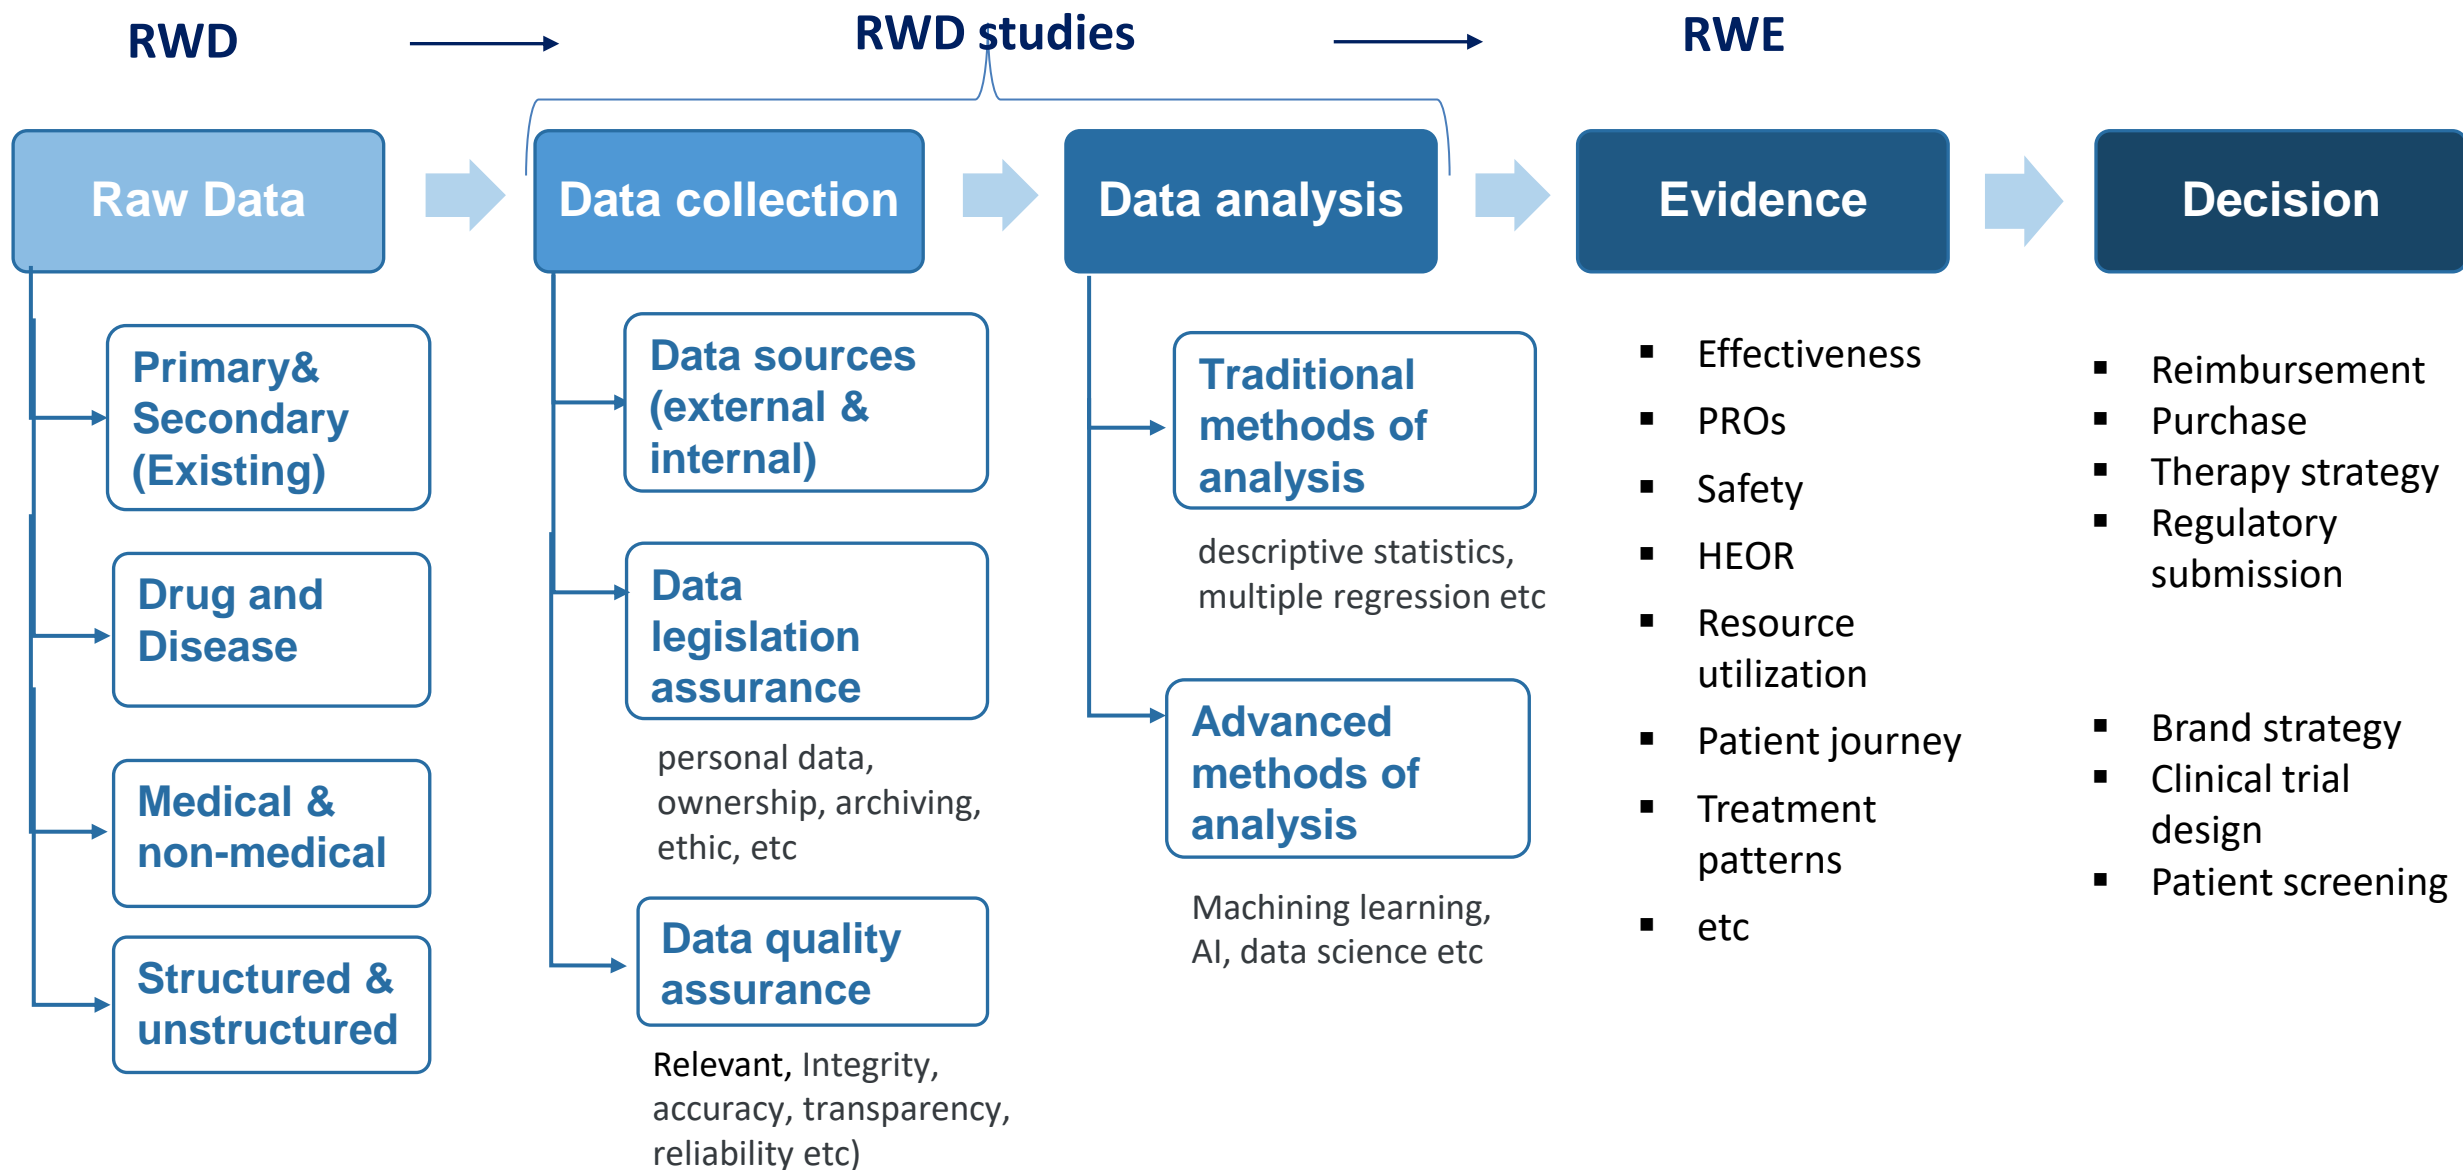 RWD
RWD studies
RWE
Raw Data
Data collection
Data analysis
Evidence
Decision
Primary&
Secondary
(Existing)
Drug and
Disease
Medical &
non-medical
Structured &
unstructured
Data sources
(external &
internal)
Data
legislation
assurance
personal data,
ownership, archiving,
ethic, etc
Data quality
assurance
Relevant, Integrity,
accuracy, transparency,
reliability etc)
Traditional
methods of
analysis
descriptive statistics,
multiple regression etc
Advanced
methods of
analysis
Machining learning,
AI, data science etc
▪ Effectiveness
▪ PROs
▪ Safety
▪ HEOR
▪ Resource
utilization
▪ Patient journey
▪ Treatment
patterns
▪ etc
▪ Reimbursement
▪ Purchase
▪ Therapy strategy
▪ Regulatory
submission
▪ Brand strategy
▪ Clinical trial
design
▪ Patient screening